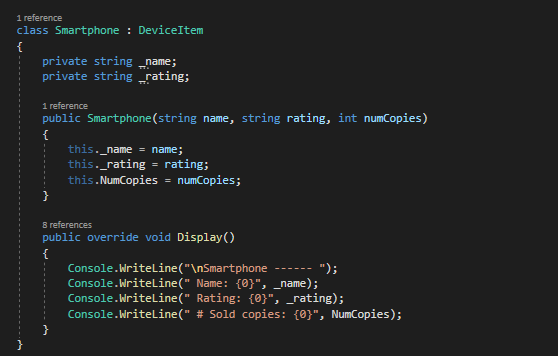 1 reference
class Smartphone : DeviceItem
{
private string _name;
private string _rating;
1 reference
public Smartphone(string name, string rating, int numCopies)
{
this._name = name;
this._rating = rating;
this.NumCopies = numCopies;
}
8 references
public override void Display()
{
Console.WriteLine("\nSmartphone ------ ");
Console.WriteLine(" Name: {0}", _name);
Console.WriteLine(" Rating: {0}", _rating);
Console.WriteLine(" # Sold copies: {0}", NumCopies);
}
}